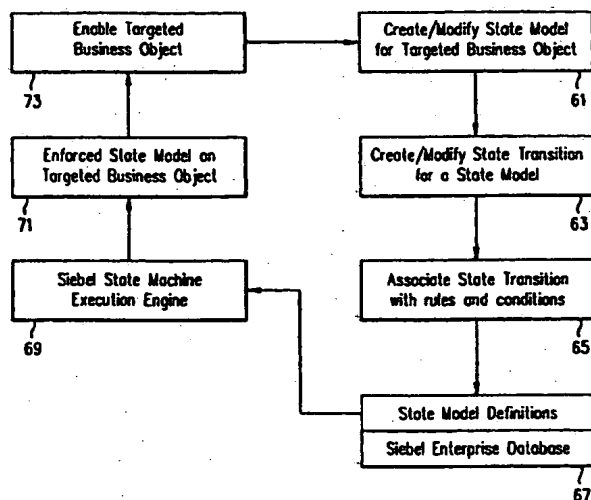 Enable Targeted
Business Object
73
Create/Modify State Model
for Targeted Business Object
61
Enforced State Model on
Targeted Business Object
71
Create/Modify State Transition
for a State Model
63
Siebel State Machine
Execution Engine
69
Associate State Transition
with rules and conditions
65
State Model Definitions
Siebel Enterprise Database
67